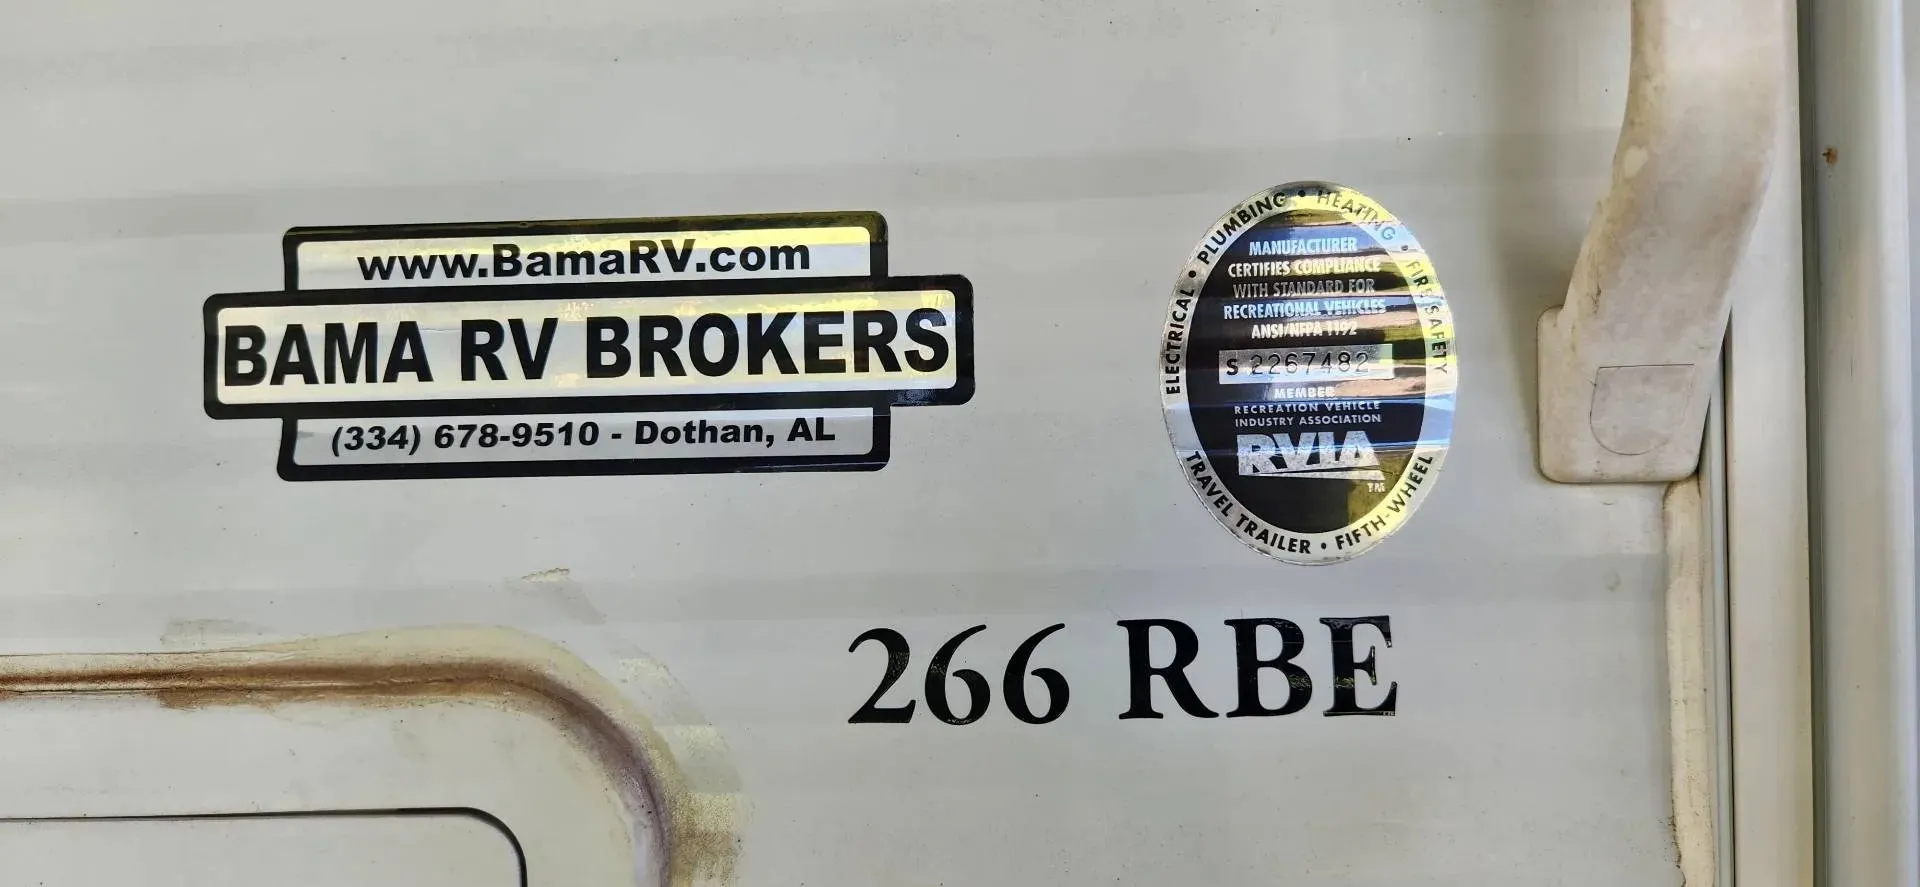 www.BamaRV.com
BAMA RV BROKERS
(334) 678-9510 - Dothan, AL
ELECTRICAL • PLUMBING • HEATING • FIRE SAFETY
MANUFACTURER
CERTIFIES COMPLIANCE
WITH STANDARD FOR
RECREATIONAL VEHICLES
ANSI/NFPA 1192
S 2267482
MEMBER
RECREATION VEHICLE
INDUSTRY ASSOCIATION
RVIA
TM
TRAVEL TRAILER • FIFTH-WHEEL
266 RBE